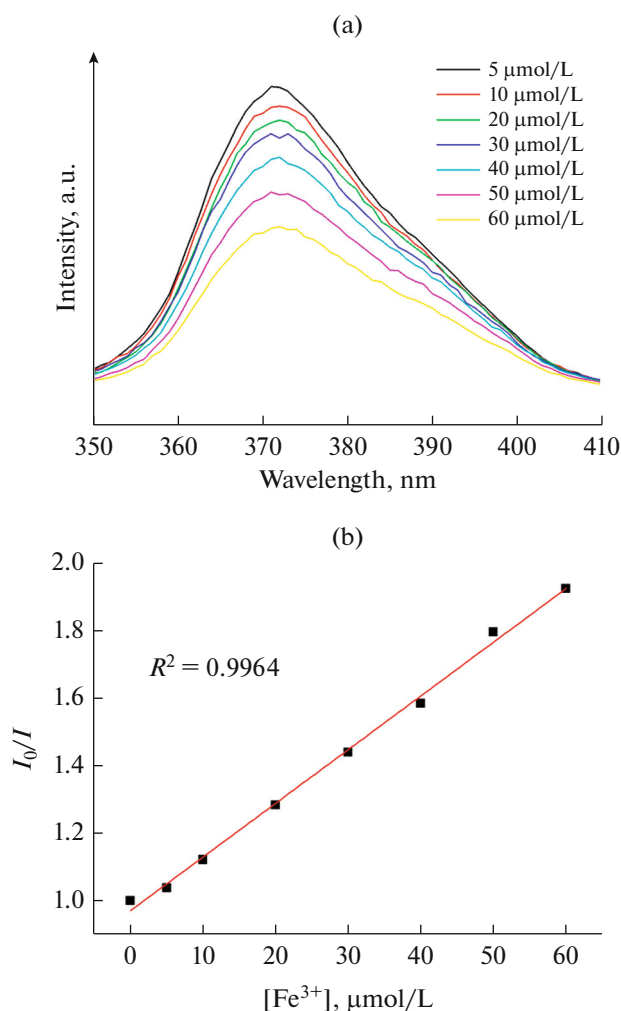 (a)
Intensity, a.u.
5 μmol/L
10 μmol/L
20 μmol/L
30 μmol/L
40 μmol/L
50 μmol/L
60 μmol/L
350 360 370 380 390 400 410
Wavelength, nm
(b)
2.0
1.8
1.6
1.4
1.2
1.0
I₀/I
R² = 0.9964
0 10 20 30 40 50 60
[Fe³⁺], μmol/L